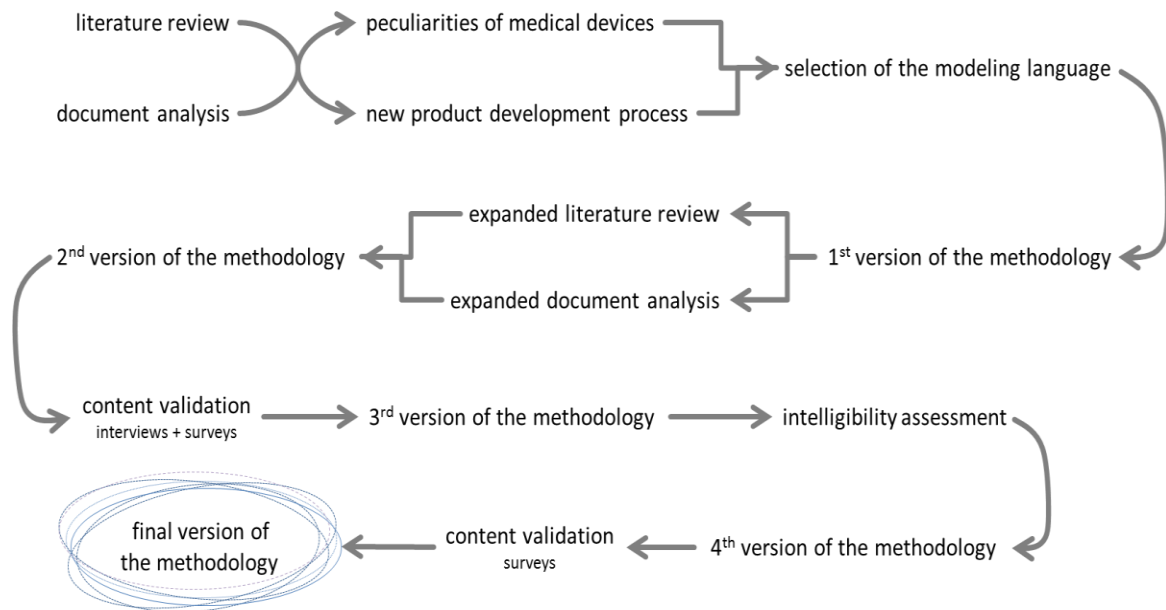 literature review
peculiarities of medical devices
selection of the modeling language
document analysis
new product development process
expanded literature review
2nd version of the methodology
1st version of the methodology
expanded document analysis
content validation
interviews + surveys
3rd version of the methodology
intelligibility assessment
final version of
the methodology
content validation
surveys
4th version of the methodology